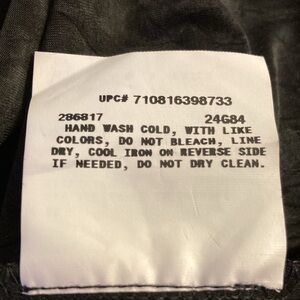 UPC# 710816398733
286817 24G84
HAND WASH COLD, WITH LIKE
COLORS, DO NOT BLEACH, LINE
DRY, COOL IRON ON REVERSE SIDE
IF NEEDED, DO NOT DRY CLEAN.